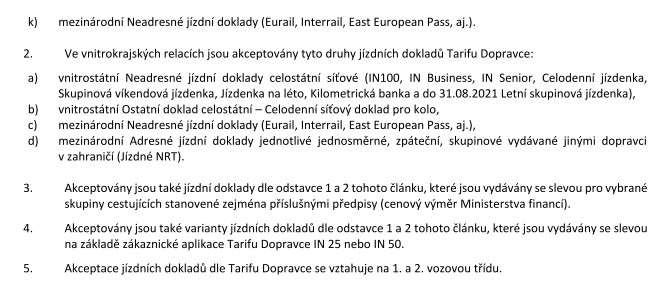 k) mezinárodní Neadresné jízdní doklady (Eurail, Interrail, East European Pass, aj.).
2. Ve vnitrokrajských relacích jsou akceptovány tyto druhy jízdních dokladů Tarifu Dopravce:
a) vnitrostátní Neadresné jízdní doklady celostátní síťové (IN100, IN Business, IN Senior, Celodenní jízdenka,
Skupinová víkendová jízdenka, Jízdenka na léto, Kilometrická banka a do 31.08.2021 Letní skupinová jízdenka),
b) vnitrostátní Ostatní doklad celostátní – Celodenní síťový doklad pro kolo,
c) mezinárodní Neadresné jízdní doklady (Eurail, Interrail, East European Pass, aj.),
d) mezinárodní Adresné jízdní doklady jednotlivé jednosměrné, zpáteční, skupinové vydávané jinými dopravci
v zahraničí (Jízdné NRT).
3. Akceptovány jsou také jízdní doklady dle odstavce 1 a 2 tohoto článku, které jsou vydávány se slevou pro vybrané
skupiny cestujících stanovené zejména příslušnými předpisy (cenový výměr Ministerstva financí).
4. Akceptovány jsou také varianty jízdních dokladů dle odstavce 1 a 2 tohoto článku, které jsou vydávány se slevou
na základě zákaznické aplikace Tarifu Dopravce IN 25 nebo IN 50.
5. Akceptace jízdních dokladů dle Tarifu Dopravce se vztahuje na 1. a 2. vozovou třídu.